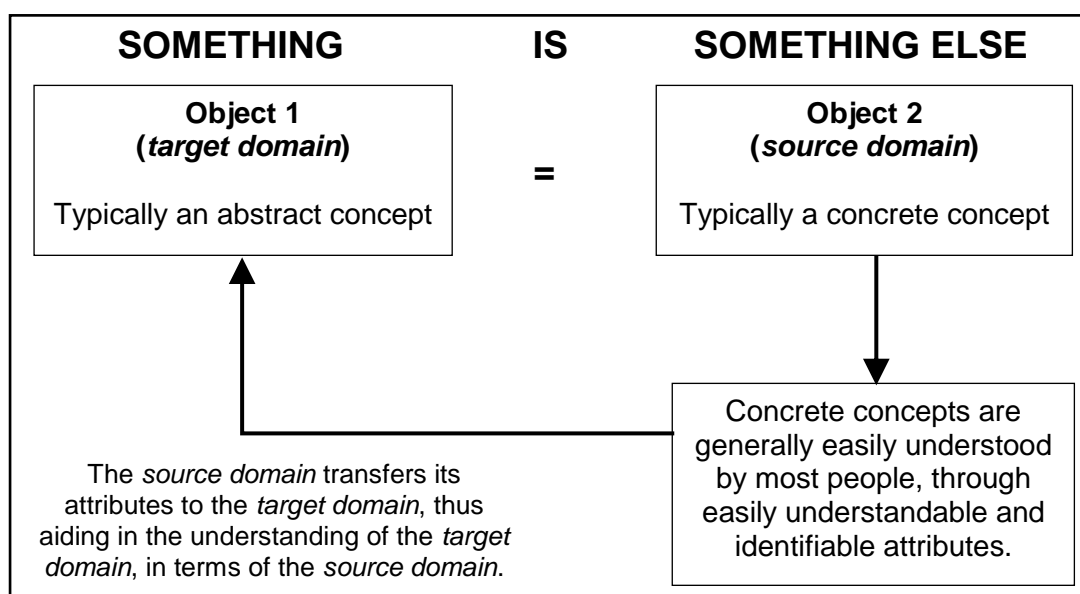 SOMETHING IS SOMETHING ELSE
Object 1
(target domain)
Typically an abstract concept
=
Object 2
(source domain)
Typically a concrete concept
Concrete concepts are
generally easily understood
by most people, through
easily understandable and
identifiable attributes.
The source domain transfers its
attributes to the target domain, thus
aiding in the understanding of the target
domain, in terms of the source domain.